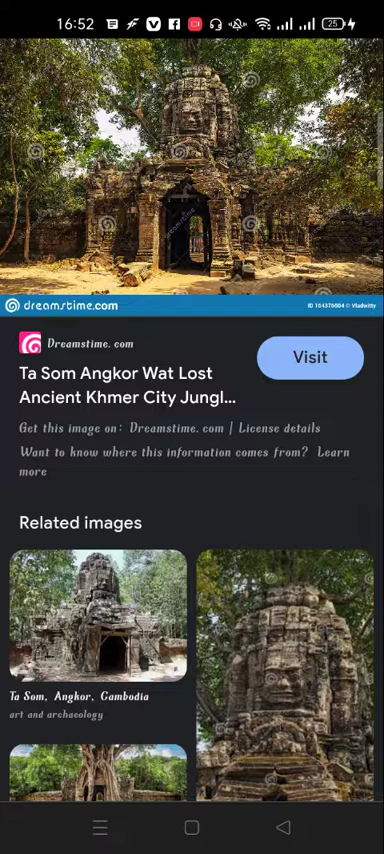 16:52
25
dreamstime.com
ID 184376604 © Vladwitty
Dreamstime.com
Visit
Ta Som Angkor Wat Lost
Ancient Khmer City Jungl...
Get this image on: Dreamstime.com | License details
Want to know where this information comes from? Learn
more
Related images
Ta Som, Angkor, Cambodia
art and archaeology